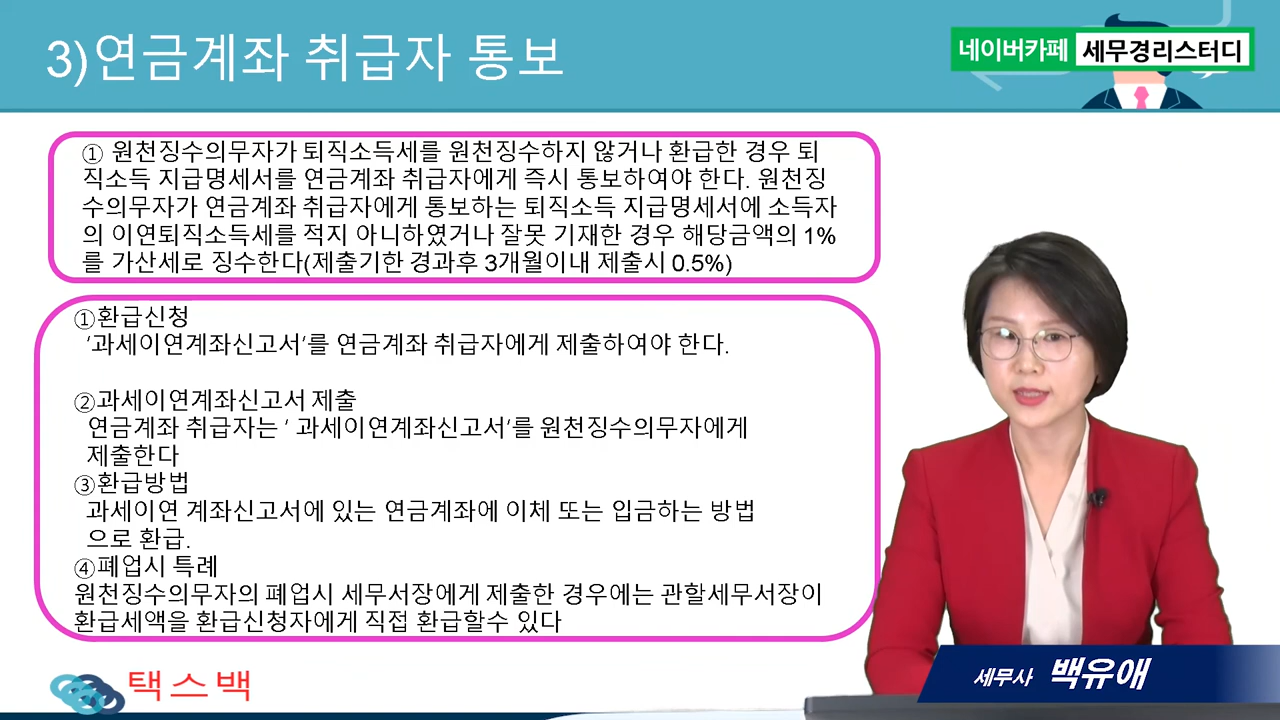 3)연금계좌 취급자 통보
네이버카페 세무경리스터디
① 원천징수의무자가 퇴직소득세를 원천징수하지 않거나 환급한 경우 퇴
직소득 지급명세서를 연금계좌 취급자에게 즉시 통보하여야 한다. 원천징
수의무자가 연금계좌 취급자에게 통보하는 퇴직소득 지급명세서에 소득자
의 이연퇴직소득세를 적지 아니하였거나 잘못 기재한 경우 해당금액의 1%
를 가산세로 징수한다(제출기한 경과후 3개월이내 제출시 0.5%)
①환급신청
‘과세이연계좌신고서’를 연금계좌 취급자에게 제출하여야 한다.
②과세이연계좌신고서 제출
연금계좌 취급자는 ‘ 과세이연계좌신고서’를 원천징수의무자에게
제출한다
③환급방법
과세이연 계좌신고서에 있는 연금계좌에 이체 또는 입금하는 방법
으로 환급.
④폐업시 특례
원천징수의무자의 폐업시 세무서장에게 제출한 경우에는 관할세무서장이
환급세액을 환급신청자에게 직접 환급할수 있다
택스백
세무사 백유애